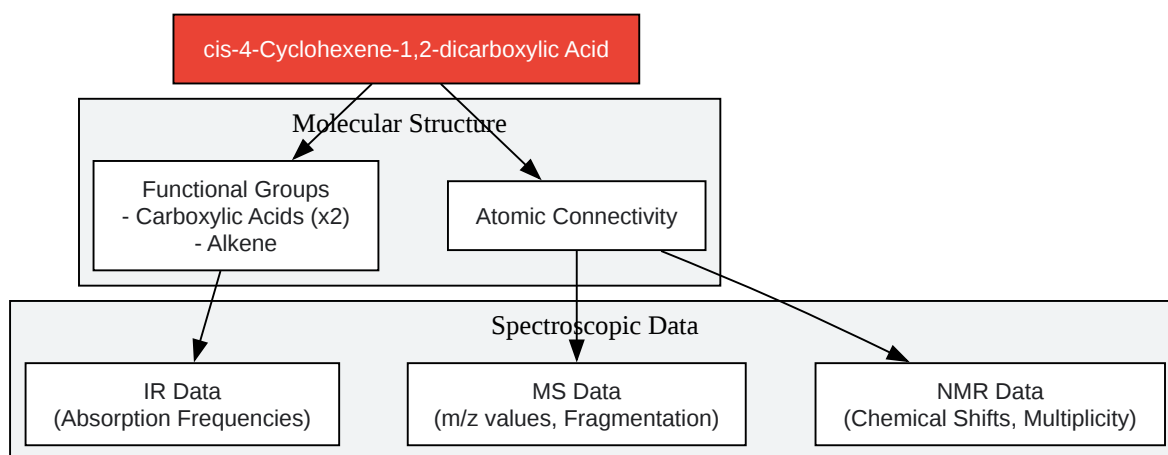 cis-4-Cyclohexene-1,2-dicarboxylic Acid
Molecular Structure
Functional Groups
- Carboxylic Acids (x2)
- Alkene
Atomic Connectivity
Spectroscopic Data
IR Data
(Absorption Frequencies)
MS Data
(m/z values, Fragmentation)
NMR Data
(Chemical Shifts, Multiplicity)